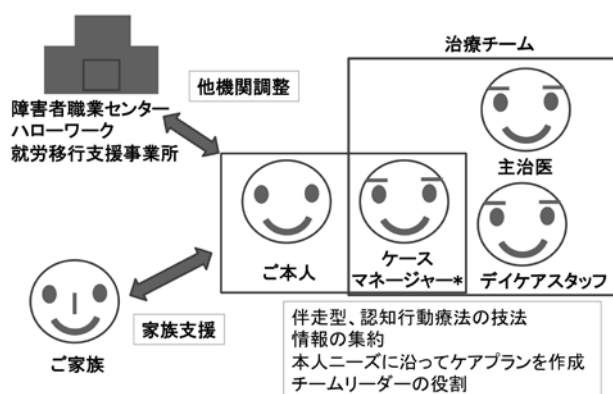 治療チーム
他機関調整
障害者職業センター
ハローワーク
就労移行支援事業所
主治医
ご本人
ケース
マネージャー*
デイケアスタッフ
家族支援
ご家族
伴走型、認知行動療法の技法
情報の集約
本人ニーズに沿ってケアプランを作成
チームリーダーの役割